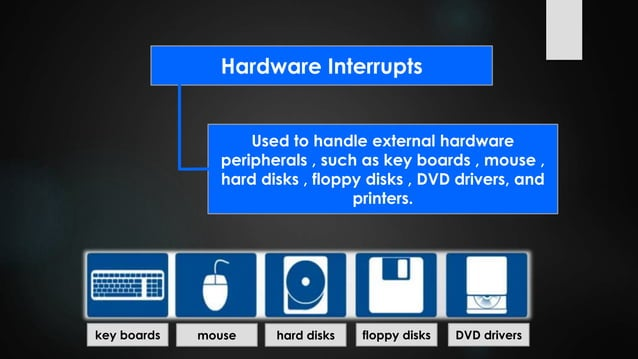 Hardware Interrupts
Used to handle external hardware
peripherals , such as key boards , mouse ,
hard disks , floppy disks , DVD drivers, and
printers.
key boards
mouse
hard disks
floppy disks
DVD drivers